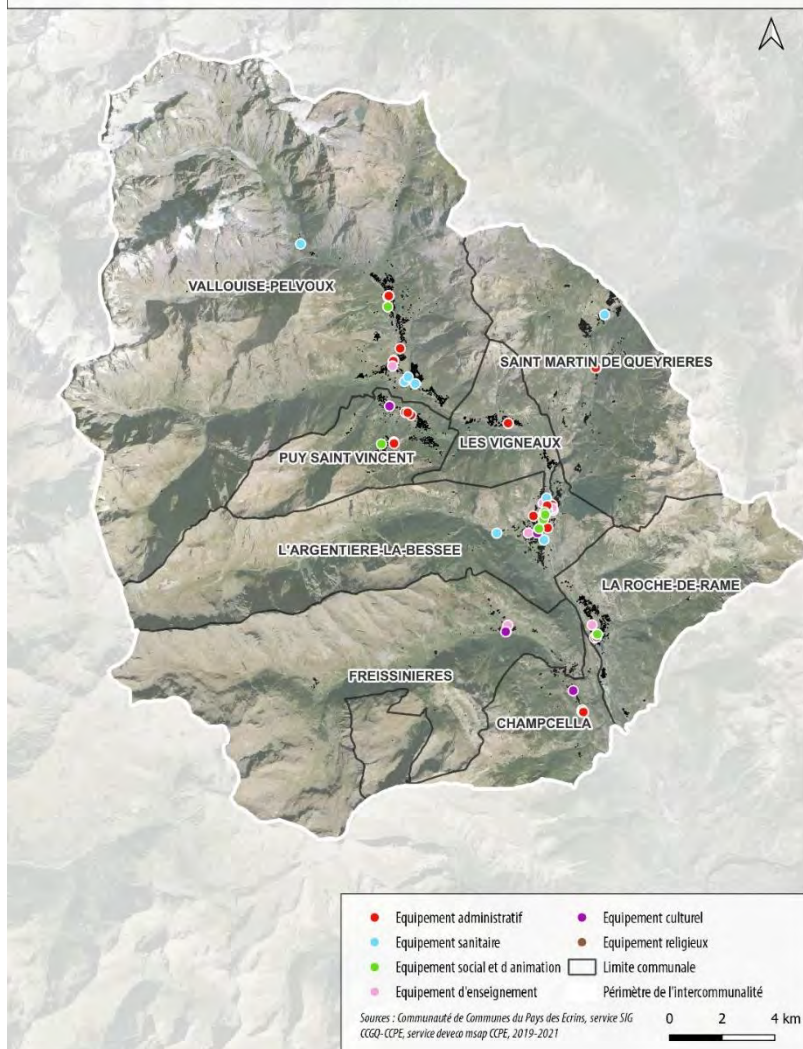 VALLOUISE-PELVOUX
SAINT MARTIN DE QUEYRIERES
LES VIGNEAUX
PUY SAINT VINCENT
L'ARGENTIERE-LA-BESSEE
LA ROCHE-DE-RAME
FREISSINIERES
CHAMPCELLA
Equipement administratif
Equipement sanitaire
Equipement social et d animation
Equipement d'enseignement
Equipement culturel
Equipement religieux
Limite communale
Périmètre de l'intercommunalité
Sources : Communauté de Communes du Pays des Ecrins, service SIG
CCGQ-CCPE, service deveco msap CCPE, 2019-2021
0 2 4 km